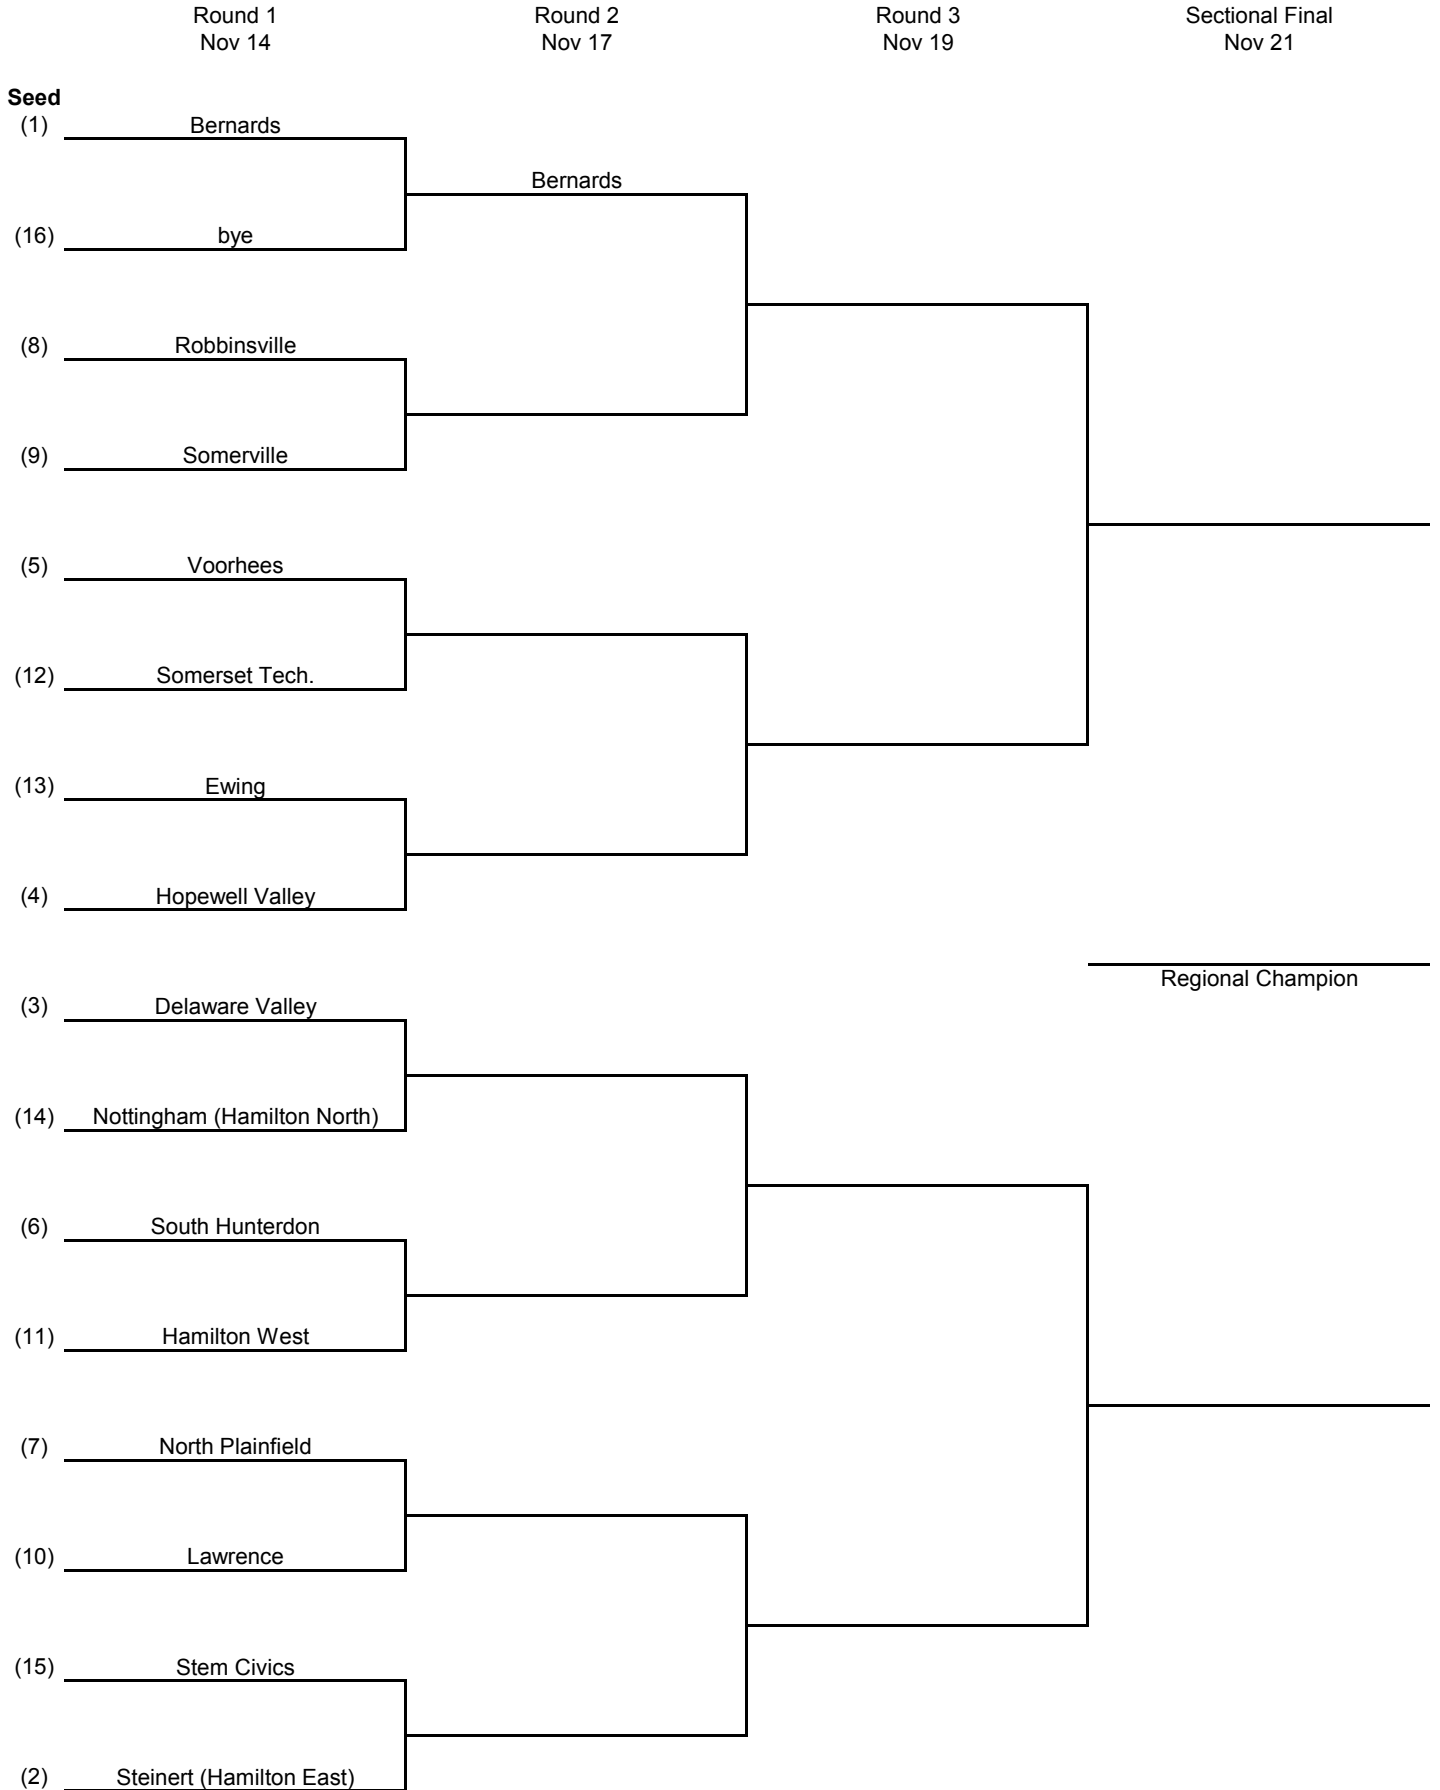 Round 1 Round 2 Round 3 Sectional Final
Nov 14 Nov 17 Nov 19 Nov 21
Seed
(1) Bernards
Bernards
(16) bye
(8) Robbinsville
(9) Somerville
(5) Voorhees
(12) Somerset Tech.
(13) Ewing
(4) Hopewell Valley
Regional Champion
(3) Delaware Valley
(14) Nottingham (Hamilton North)
(6) South Hunterdon
(11) Hamilton West
(7) North Plainfield
(10) Lawrence
(15) Stem Civics
(2) Steinert (Hamilton East)